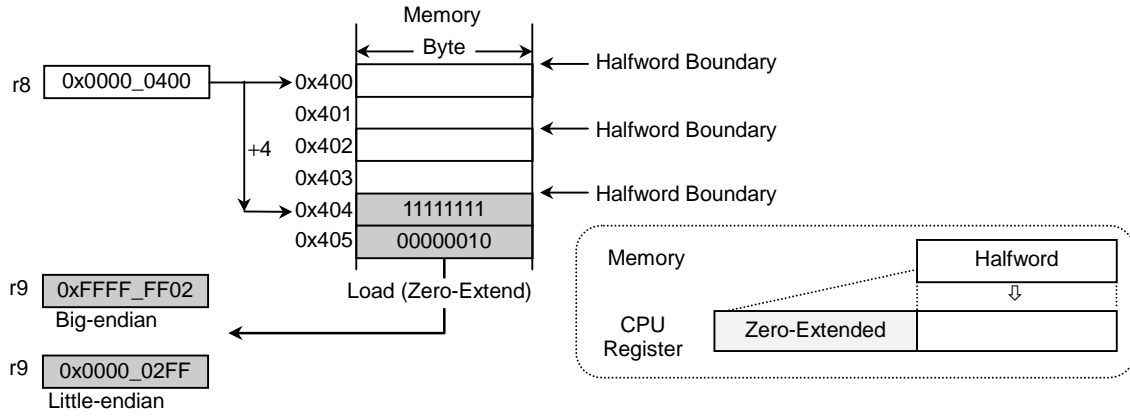 Memory
Byte
Halfword Boundary
r8 0x0000_0400 0x400
0x401
Halfword Boundary
+4 0x402
0x403
Halfword Boundary
0x404 11111111
0x405 00000010
Memory Halfword
⇩
r9 0xFFFF_FF02 Load (Zero-Extend)
Big-endian
CPU Register Zero-Extended
r9 0x0000_02FF
Little-endian